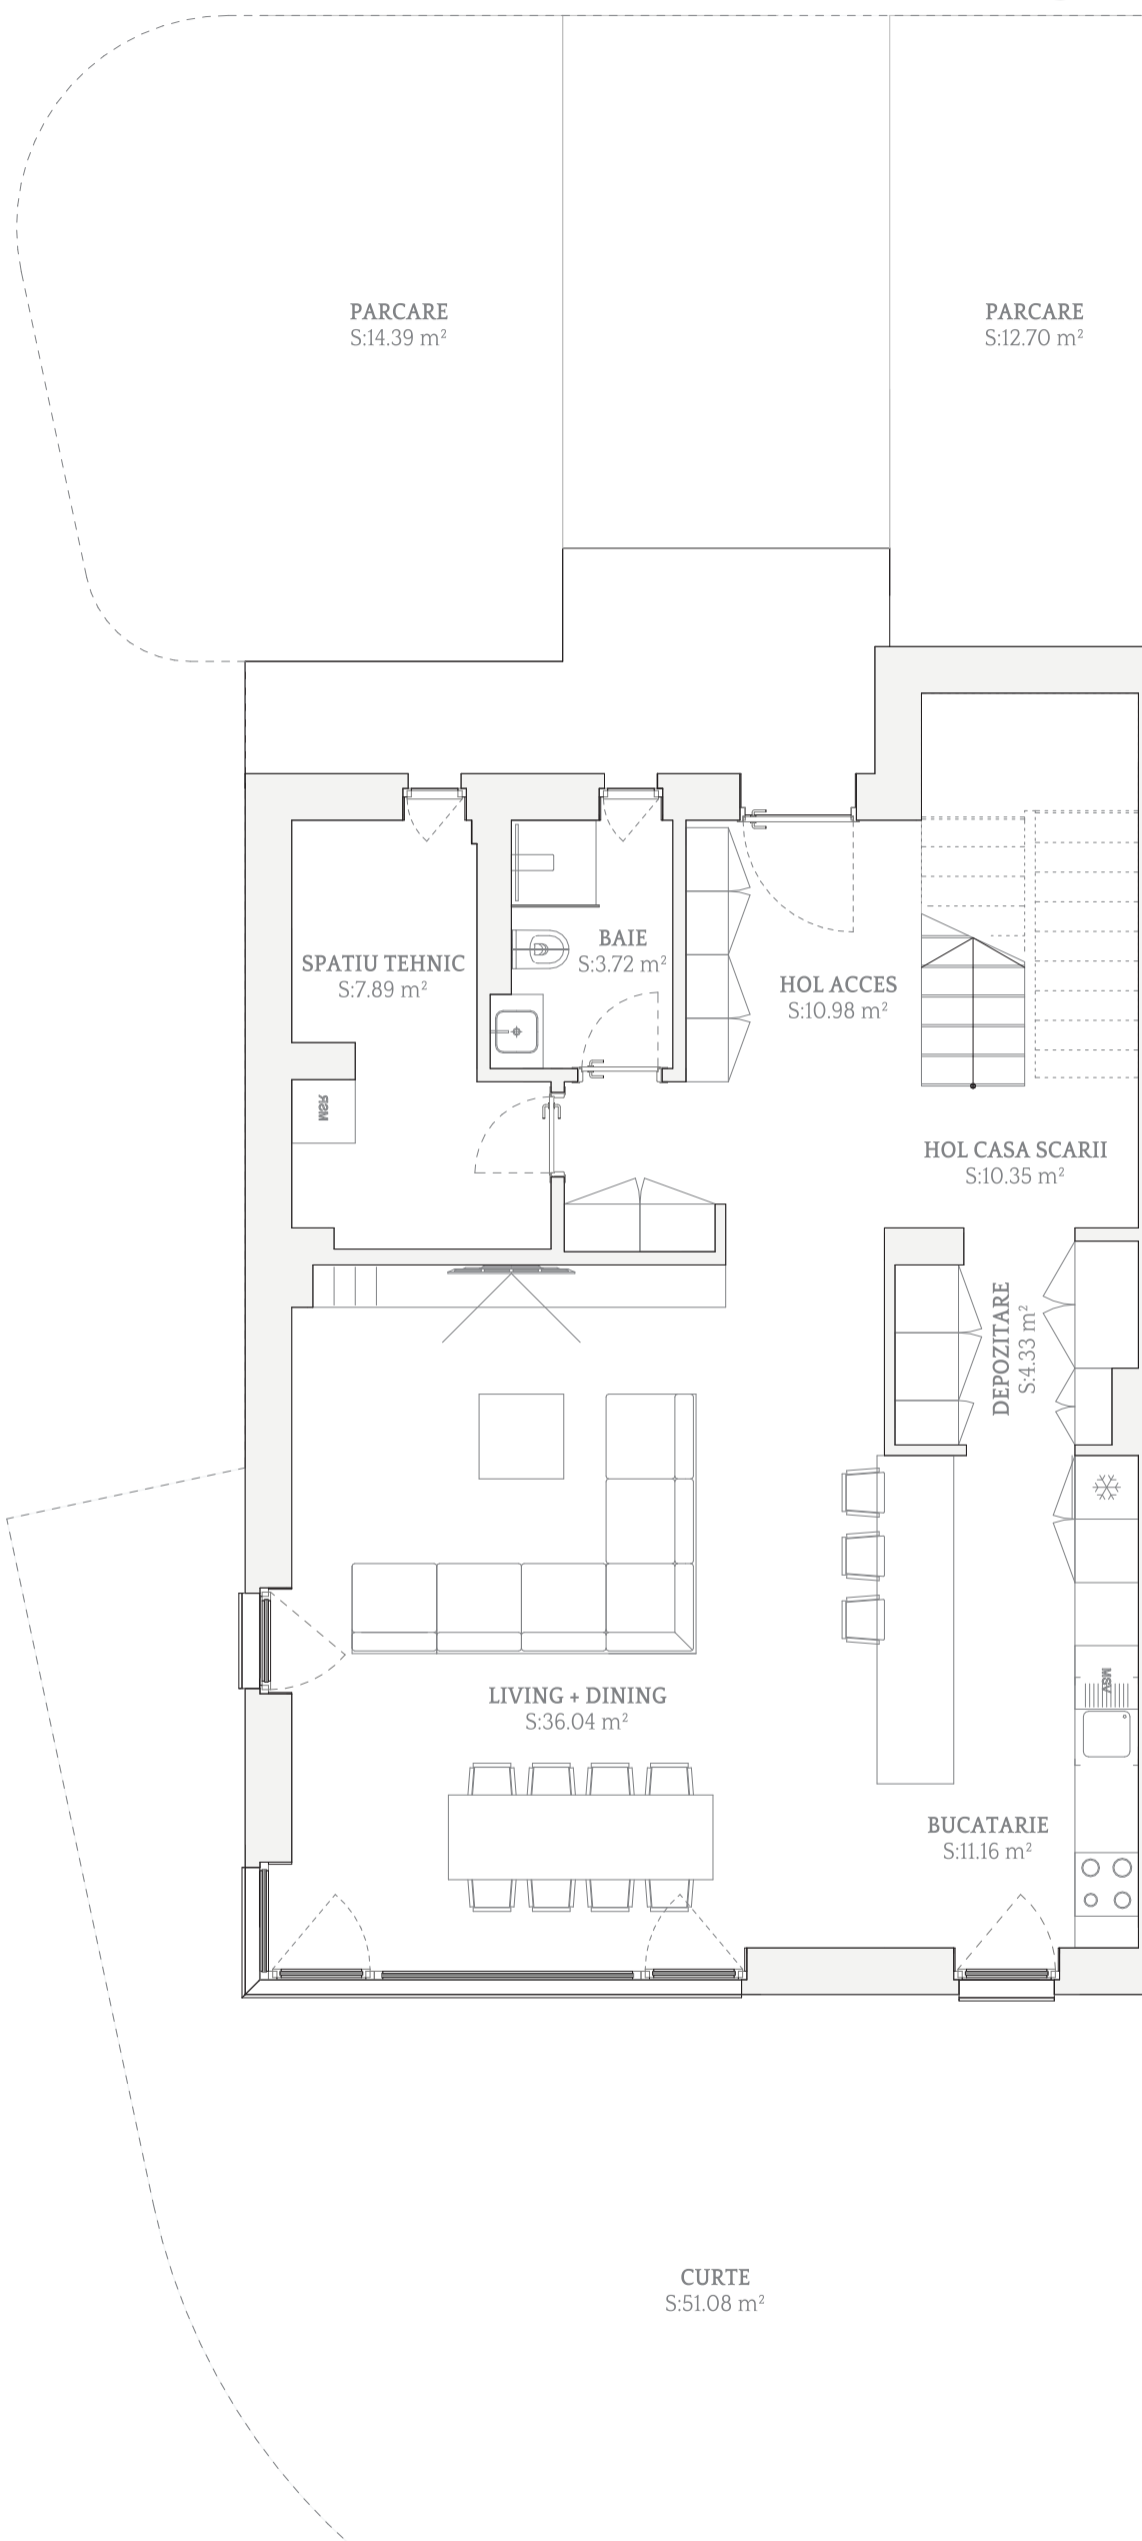 PARCARE
S:14.39 m²
PARCARE
S:12.70 m²
BAIE
S:3.72 m²
SPATIU TEHNIC
S:7.89 m²
HOL ACCES
S:10.98 m²
MSR
HOL CASA SCARII
S:10.35 m²
DEPOZITARE
S:4.33 m²
MSV
LIVING + DINING
S:36.04 m²
BUCATARIE
S:11.16 m²
CURTE
S:51.08 m²